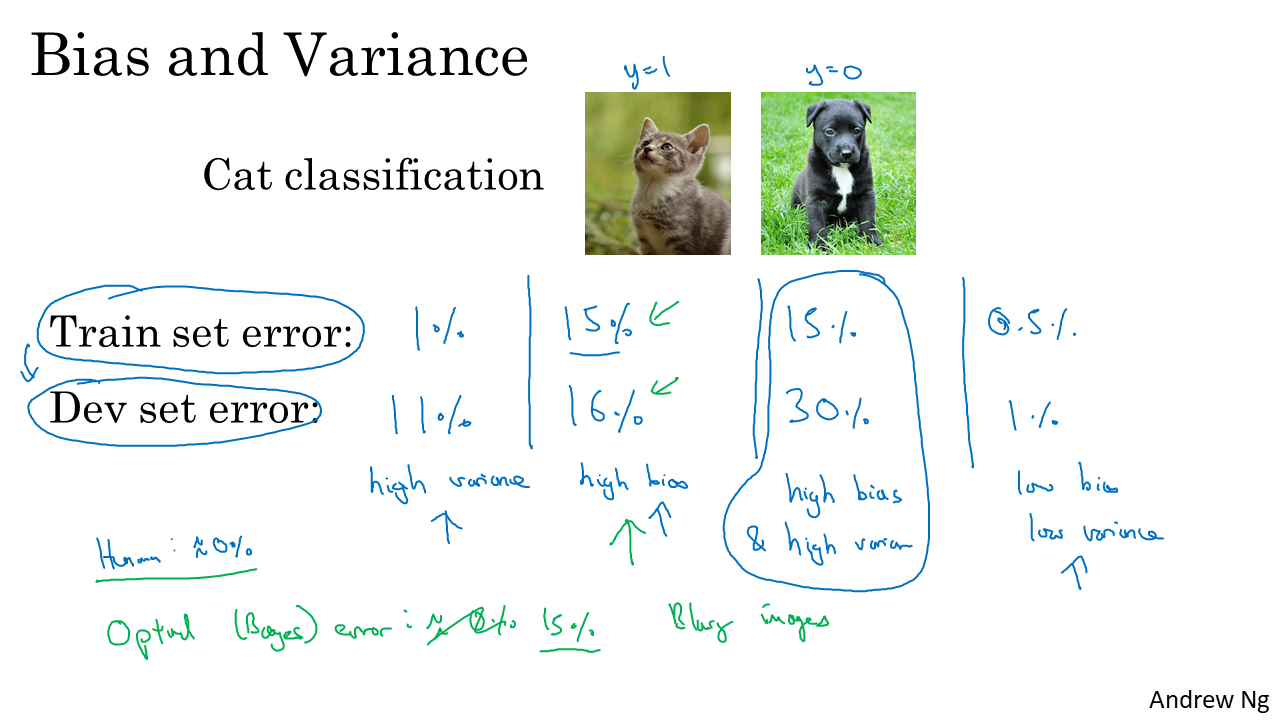 Bias and Variance
y=1 y=0
Cat classification
Train set error: 1% 15% 15% 0.5%
Dev set error: 11% 16% 30% 1%
high variance high bias high bias low bias
& high varian low variance
Human: ≈0%
Optimal (Bayes) error: ≈0% 15% Blurry images
Andrew Ng